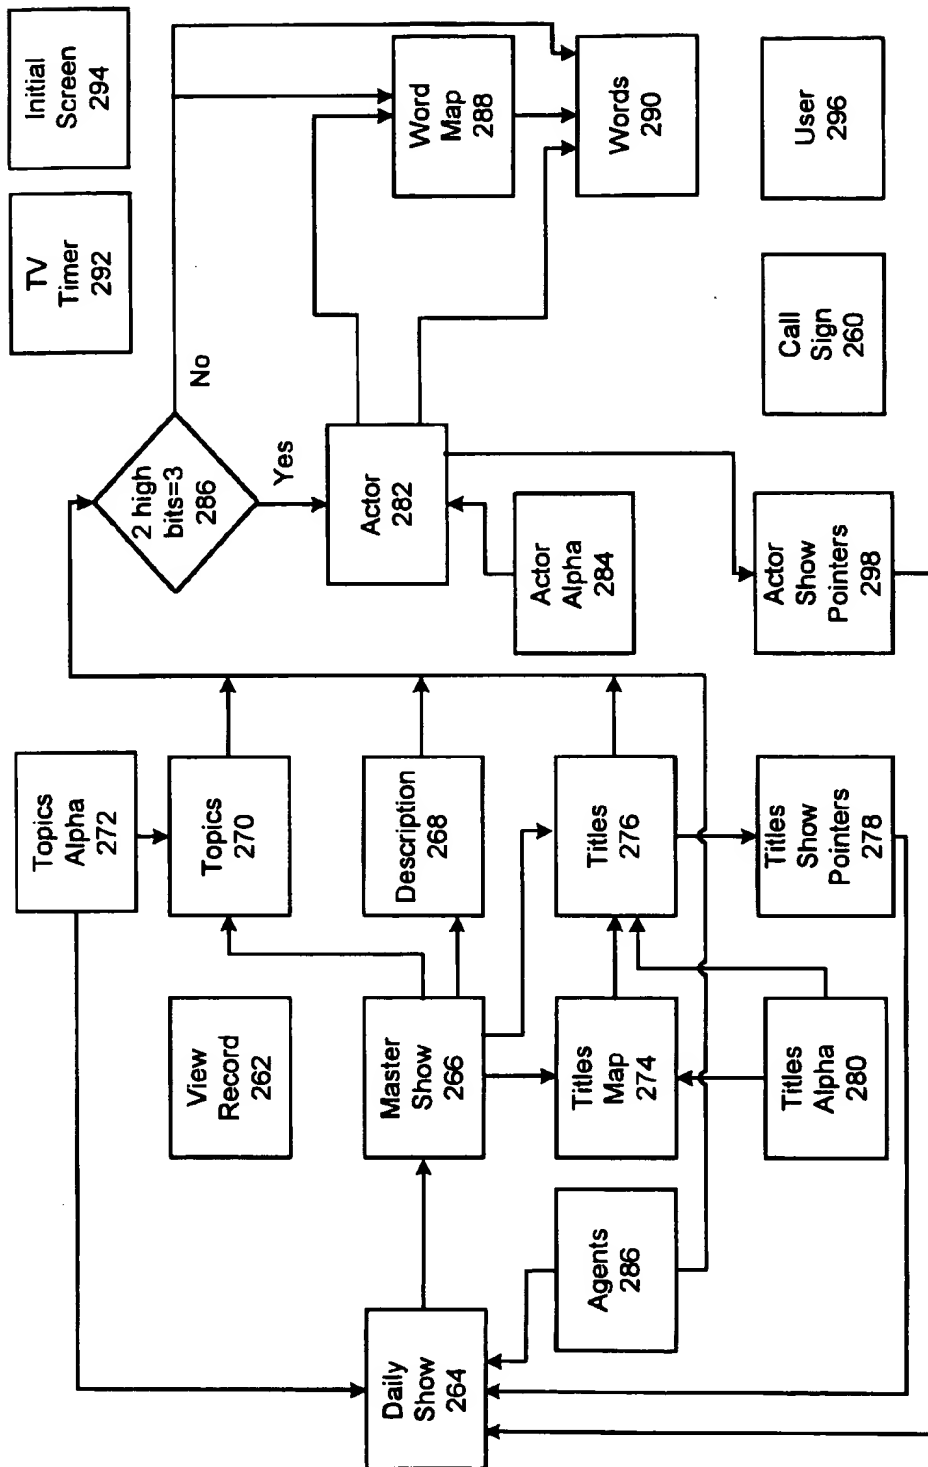 Topics
Alpha
272
TV
Timer
292
Initial
Screen
294
View
Record
262
Topics
270
2 high
bits=3
286
No
Yes
Daily
Show
264
Master
Show
266
Description
268
Actor
282
Word
Map
288
Agents
286
Titles
Map
274
Titles
276
Actor
Alpha
284
Words
290
Titles
Alpha
280
Titles
Show
Pointers
278
Actor
Show
Pointers
298
Call
Sign
260
User
296